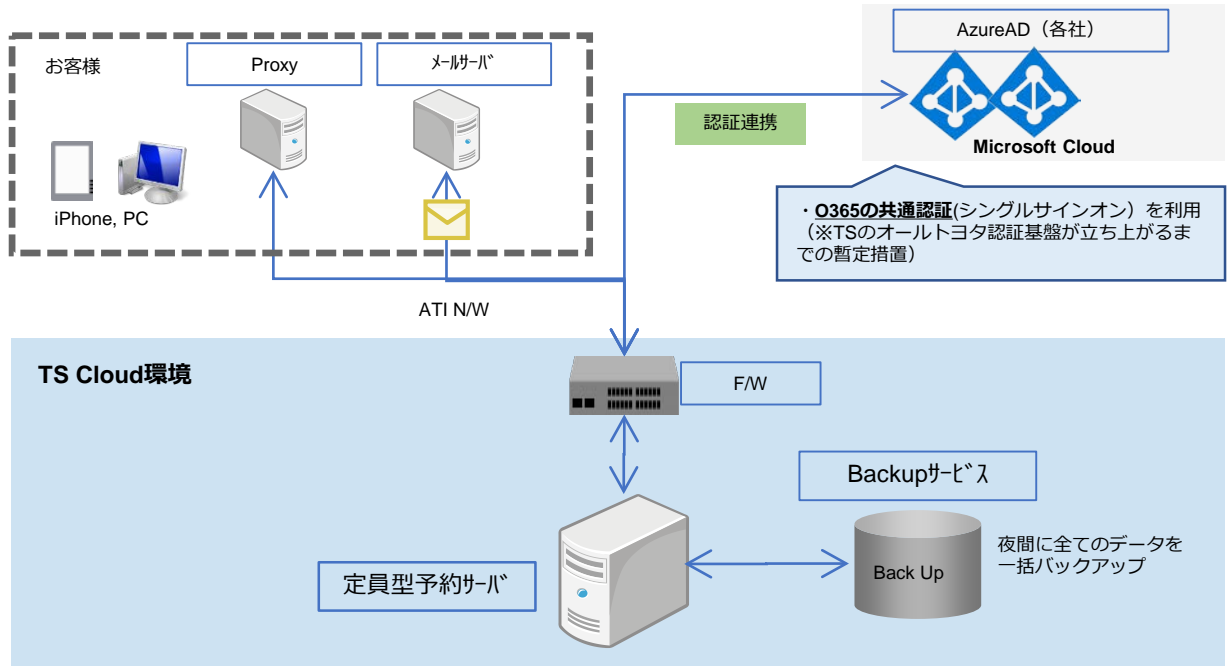 お客様
Proxy
ﾒｰﾙｻｰﾊﾞ
iPhone, PC
AzureAD（各社）
Microsoft Cloud
認証連携
・O365の共通認証(シングルサインオン）を利用
（※TSのオールトヨタ認証基盤が立ち上がるま
での暫定措置）
ATI N/W
TS Cloud環境
F/W
Backupｻｰﾋﾞｽ
Back Up
夜間に全てのデータを
一括バックアップ
定員型予約ｻｰﾊﾞ